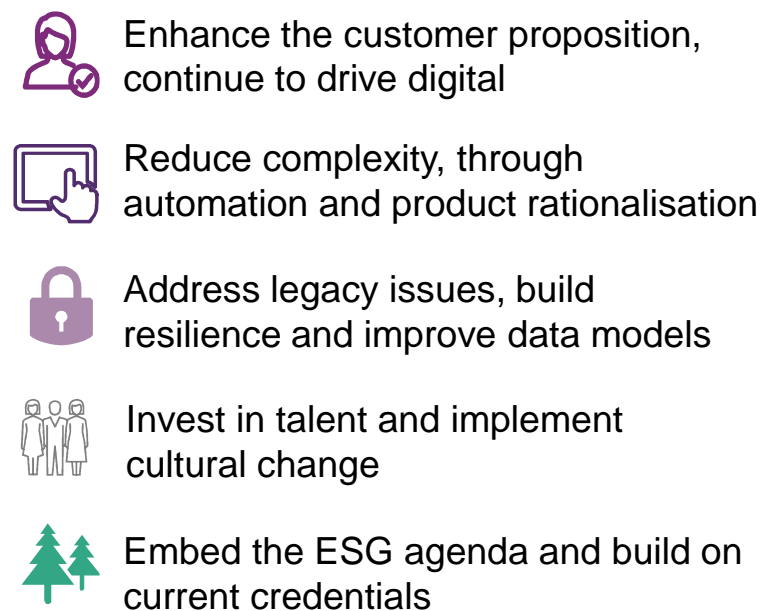 Enhance the customer proposition,
continue to drive digital
Reduce complexity, through
automation and product rationalisation
Address legacy issues, build
resilience and improve data models
Invest in talent and implement
cultural change
Embed the ESG agenda and build on
current credentials